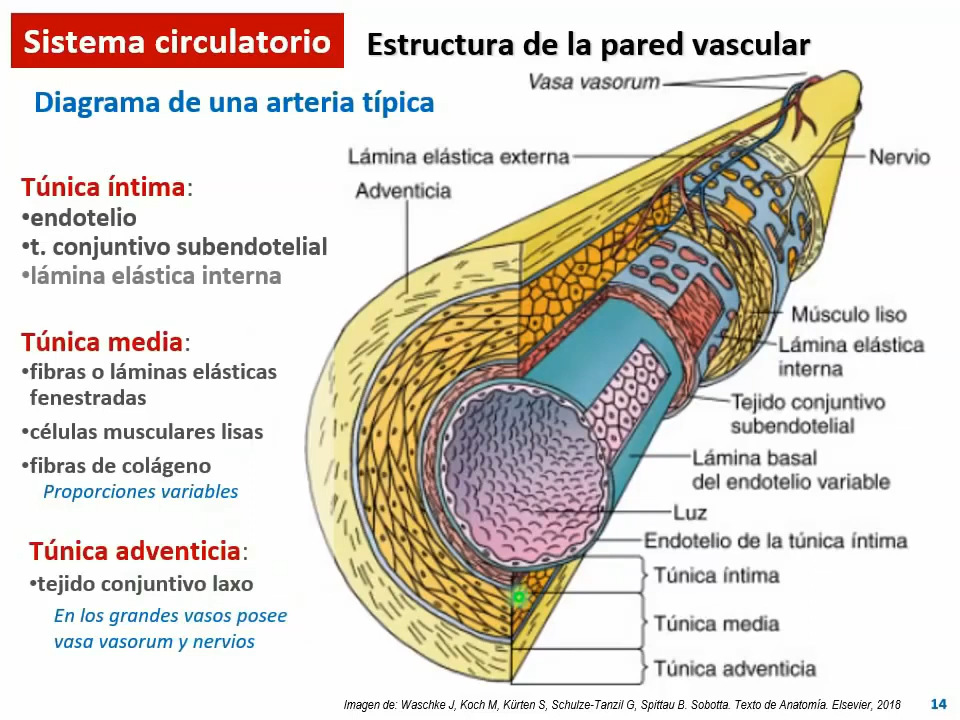 Sistema circulatorio
Estructura de la pared vascular
Diagrama de una arteria típica
Túnica íntima:
•endotelio
•t. conjuntivo subendotelial
•lámina elástica interna
Túnica media:
•fibras o láminas elásticas
fenestradas
•células musculares lisas
•fibras de colágeno
Proporciones variables
Túnica adventicia:
•tejido conjuntivo laxo
En los grandes vasos posee
vasa vasorum y nervios
Vasa vasorum
Lámina elástica externa
Nervio
Adventicia
Músculo liso
Lámina elástica
interna
Tejido conjuntivo
subendotelial
Lámina basal
del endotelio variable
Luz
Endotelio de la túnica íntima
Túnica íntima
Túnica media
Túnica adventicia
Imagen de: Waschke J, Koch M, Kürten S, Schulze-Tanzil G, Spittau B. Sobotta. Texto de Anatomía. Elsevier, 2018
14